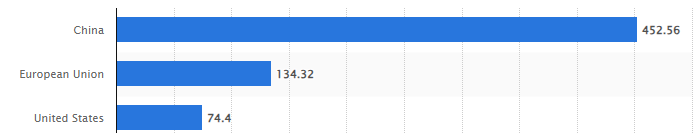 China 452.56
European Union 134.32
United States 74.4